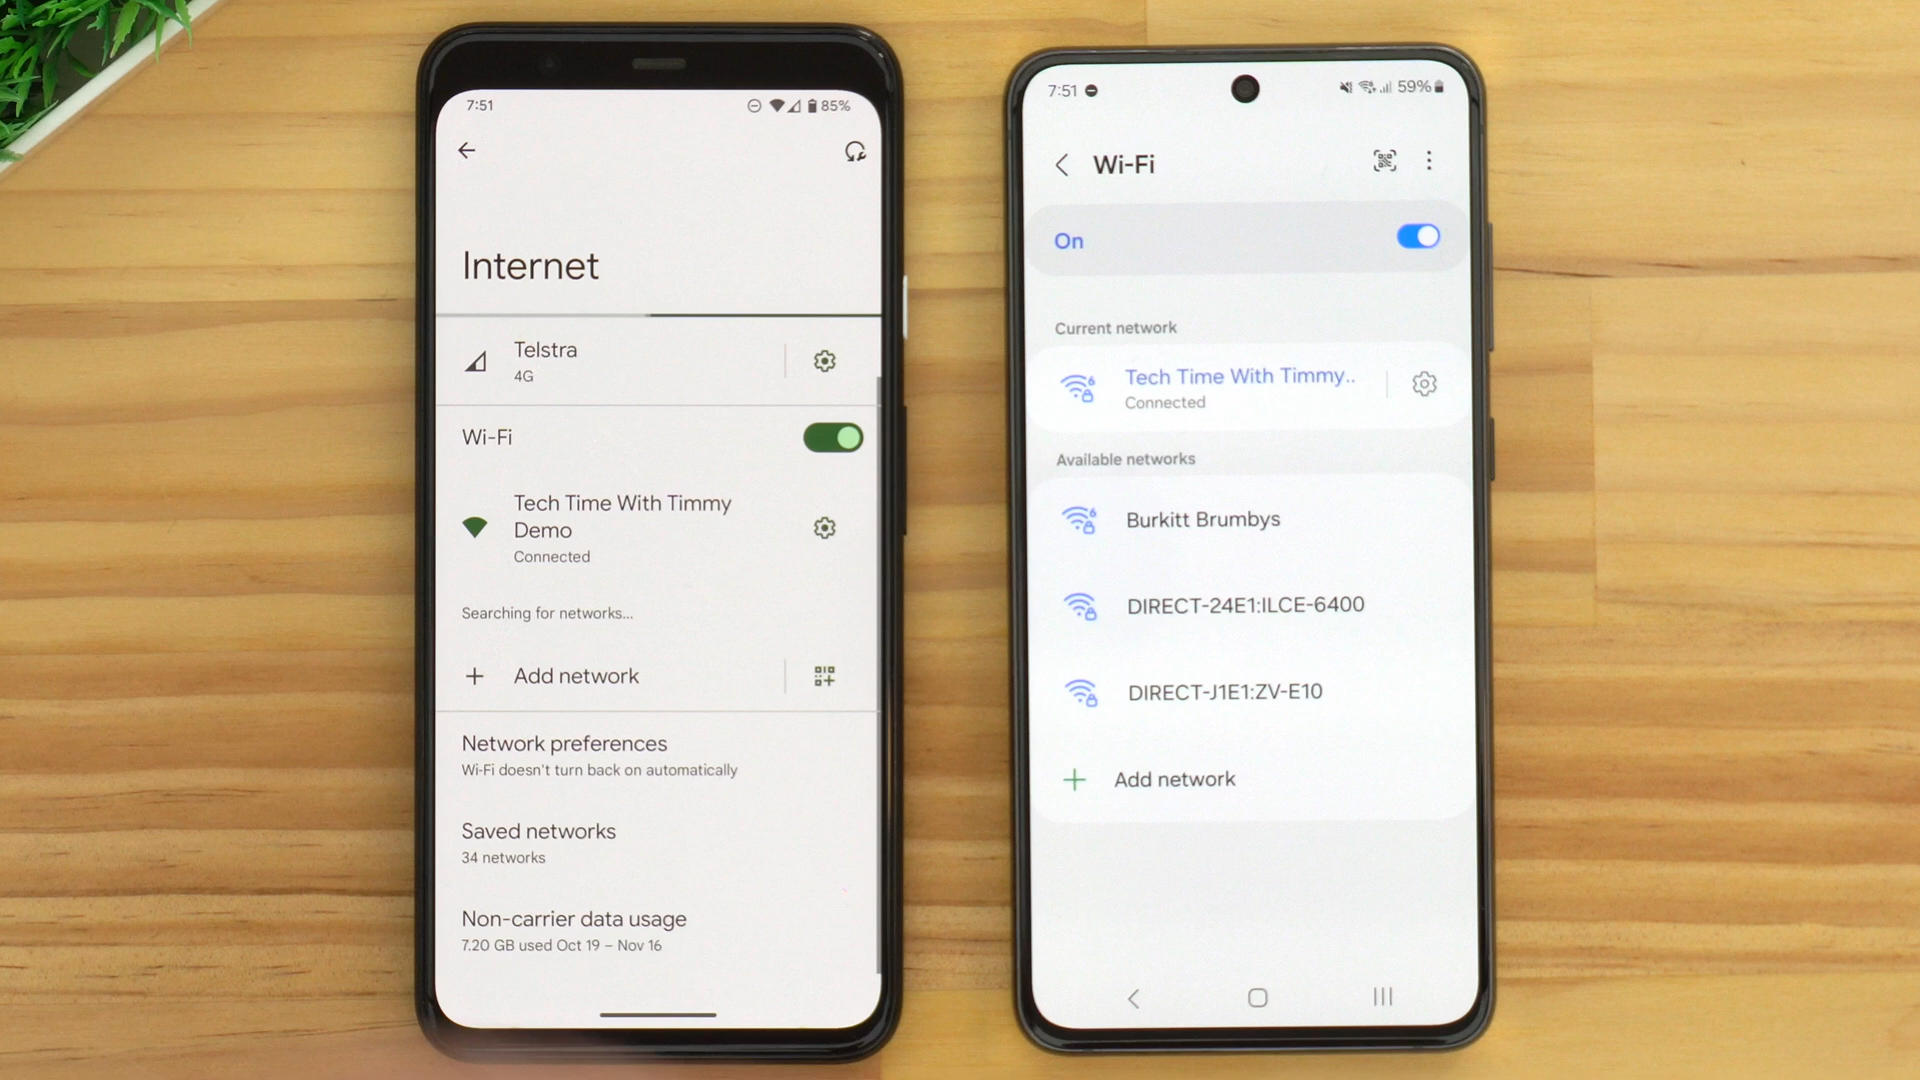 7:51
85%
Internet
Telstra
4G
Wi-Fi
Tech Time With Timmy
Demo
Connected
Searching for networks...
Add network
Network preferences
Wi-Fi doesn't turn back on automatically
Saved networks
34 networks
Non-carrier data usage
7.20 GB used Oct 19 – Nov 16
7:51
59%
Wi-Fi
On
Current network
Tech Time With Timmy..
Connected
Available networks
Burkitt Brumbys
DIRECT-24E1:ILCE-6400
DIRECT-J1E1:ZV-E10
Add network